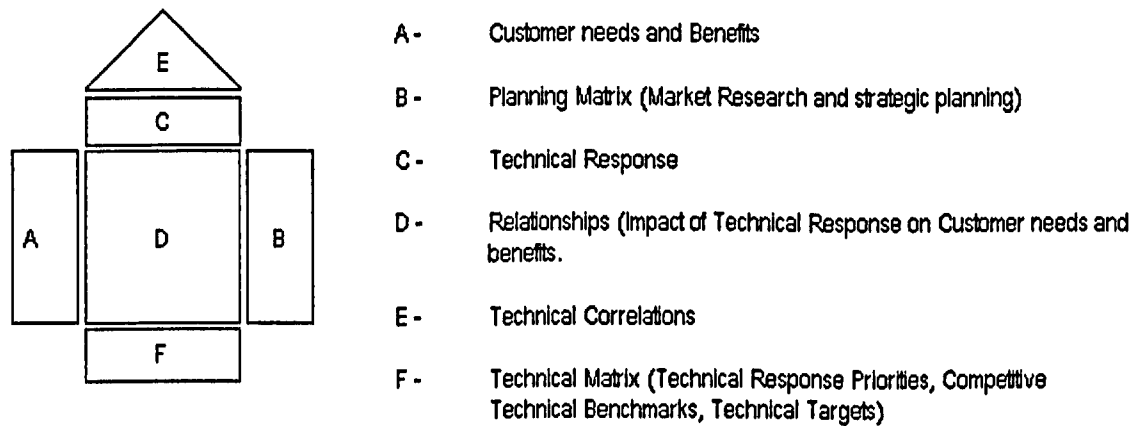 E
C
A
D
B
F
A - Customer needs and Benefits
B - Planning Matrix (Market Research and strategic planning)
C - Technical Response
D - Relationships (Impact of Technical Response on Customer needs and
benefits.
E - Technical Correlations
F - Technical Matrix (Technical Response Priorities, Competitive
Technical Benchmarks, Technical Targets)